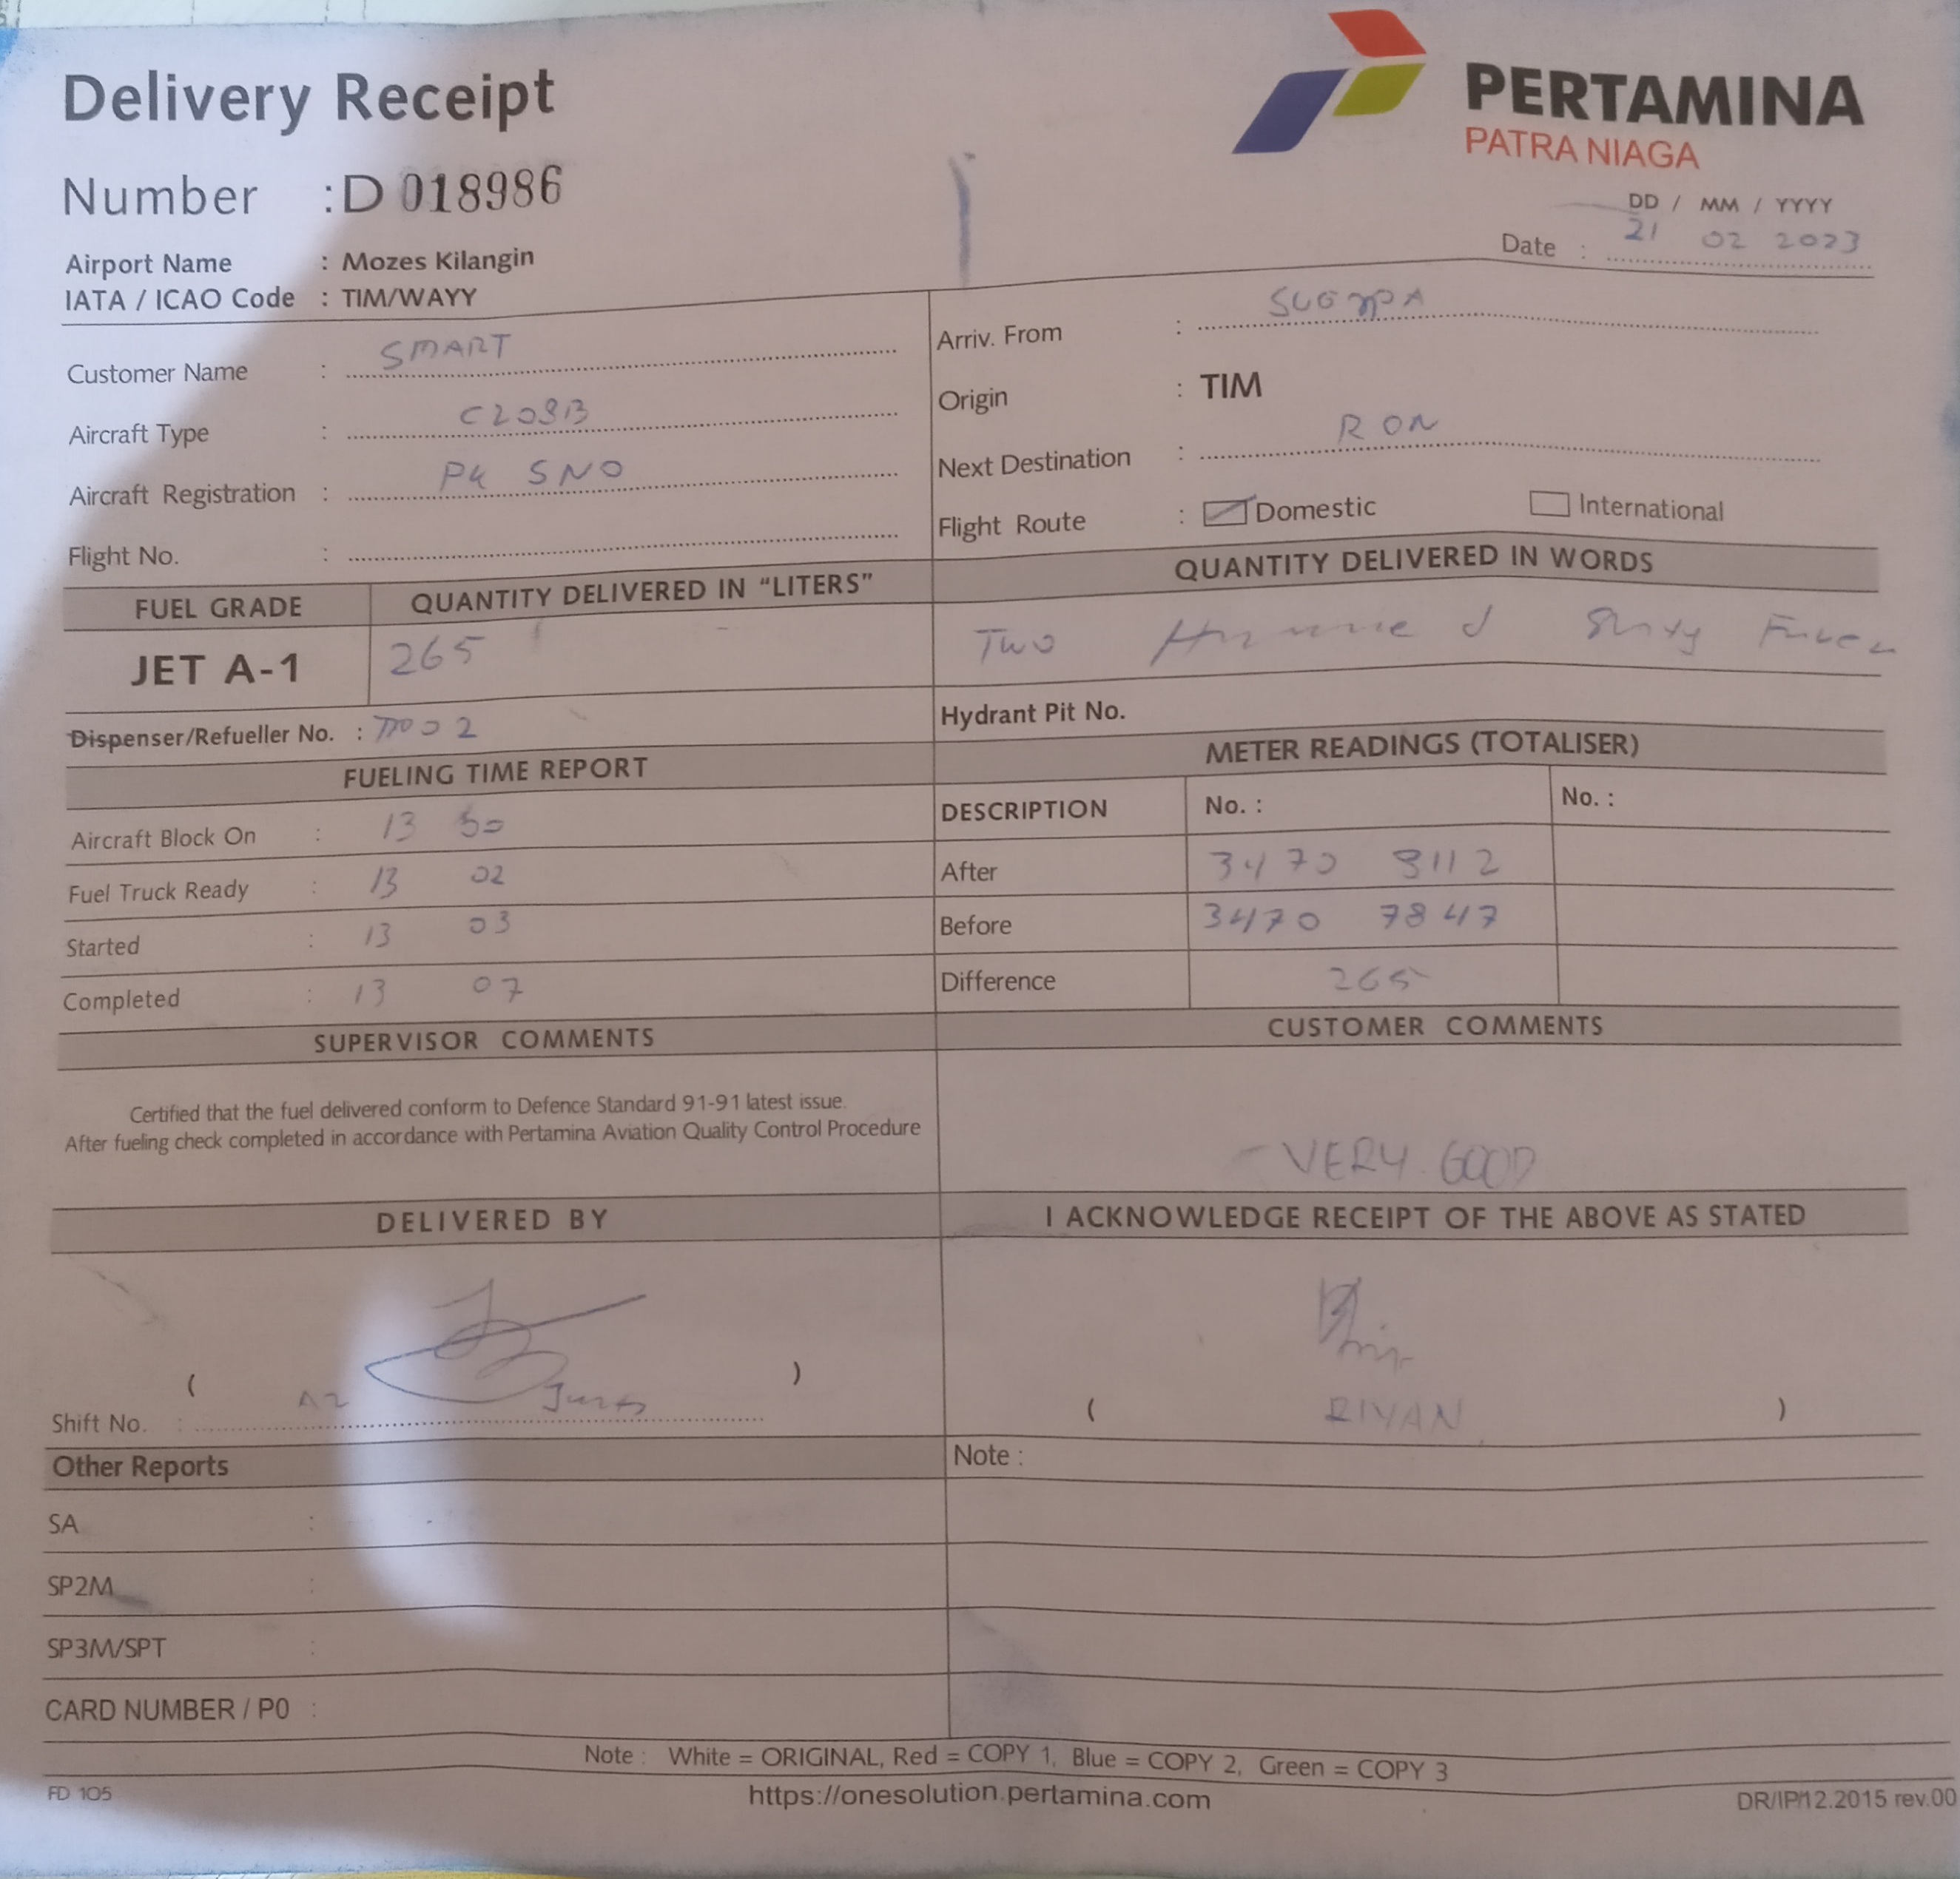 Delivery Receipt
PERTAMINA
PATRA NIAGA
Number : D 018986
DD / MM / YYYY
Date : 21 02 2023
Airport Name : Mozes Kilangin
IATA / ICAO Code : TIM/WAYY
Customer Name : SMART
Aircraft Type : C208B
Aircraft Registration : PK SNO
Flight No. :
Arriv. From :
Origin : TIM
Next Destination : RON
Flight Route : Domestic International
FUEL GRADE QUANTITY DELIVERED IN "LITERS" QUANTITY DELIVERED IN WORDS
JET A-1 265 Two Hundred Sixty
Dispenser/Refueller No. : 02 Hydrant Pit No.
FUELING TIME REPORT
Aircraft Block On : 13
Fuel Truck Ready : 13 02
Started : 13 03
Completed : 13 07
METER READINGS (TOTALISER)
DESCRIPTION No. : No. :
After 3470 8112
Before 3470 7847
Difference 265
SUPERVISOR COMMENTS
Certified that the fuel delivered conform to Defence Standard 91-91 latest issue.
After fueling check completed in accordance with Pertamina Aviation Quality Control Procedure
CUSTOMER COMMENTS
- VERY GOOD
DELIVERED BY
( )
Shift No. : A2
I ACKNOWLEDGE RECEIPT OF THE ABOVE AS STATED
( RIYAN )
Other Reports Note :
SA :
SP2M :
SP3M/SPT :
CARD NUMBER / P0 :
Note : White = ORIGINAL, Red = COPY 1, Blue = COPY 2, Green = COPY 3
FD 105 https://onesolution.pertamina.com DR/IP/12.2015 rev.00